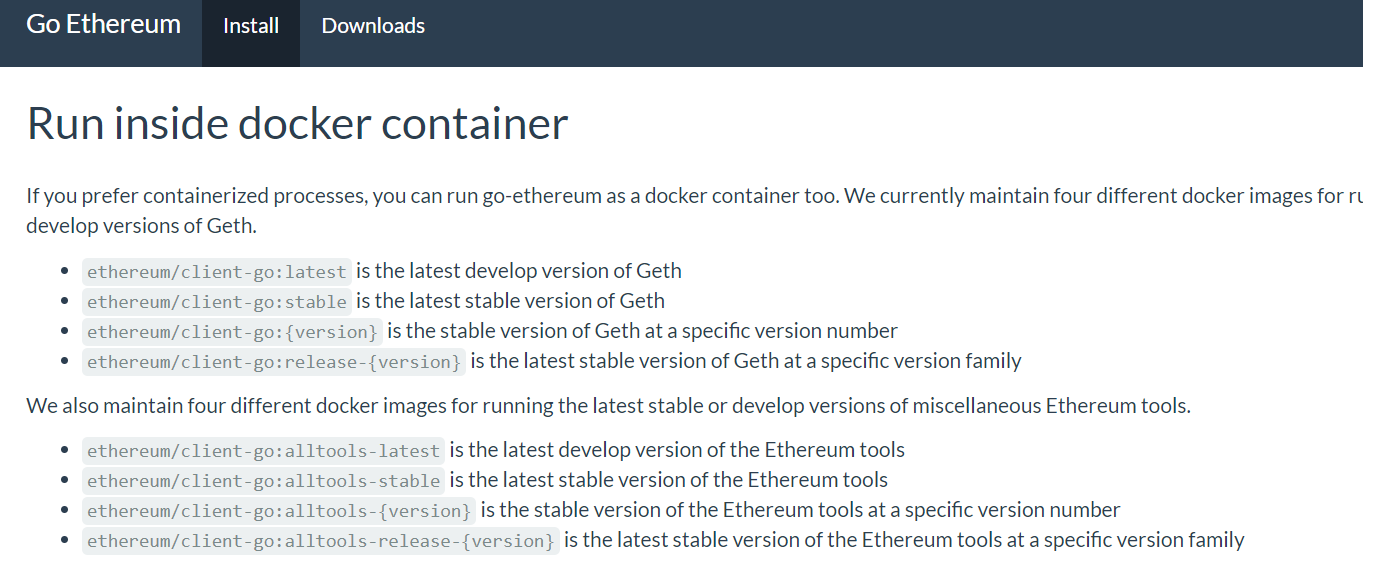 Go Ethereum Install Downloads
Run inside docker container
If you prefer containerized processes, you can run go-ethereum as a docker container too. We currently maintain four different docker images for
develop versions of Geth.
ethereum/client-go:latest is the latest develop version of Geth
ethereum/client-go:stable is the latest stable version of Geth
ethereum/client-go:{version} is the stable version of Geth at a specific version number
ethereum/client-go:release-{version} is the latest stable version of Geth at a specific version family
We also maintain four different docker images for running the latest stable or develop versions of miscellaneous Ethereum tools.
ethereum/client-go:alltools-latest is the latest develop version of the Ethereum tools
ethereum/client-go:alltools-stable is the latest stable version of the Ethereum tools
ethereum/client-go:alltools-{version} is the stable version of the Ethereum tools at a specific version number
ethereum/client-go:alltools-release-{version} is the latest stable version of the Ethereum tools at a specific version family